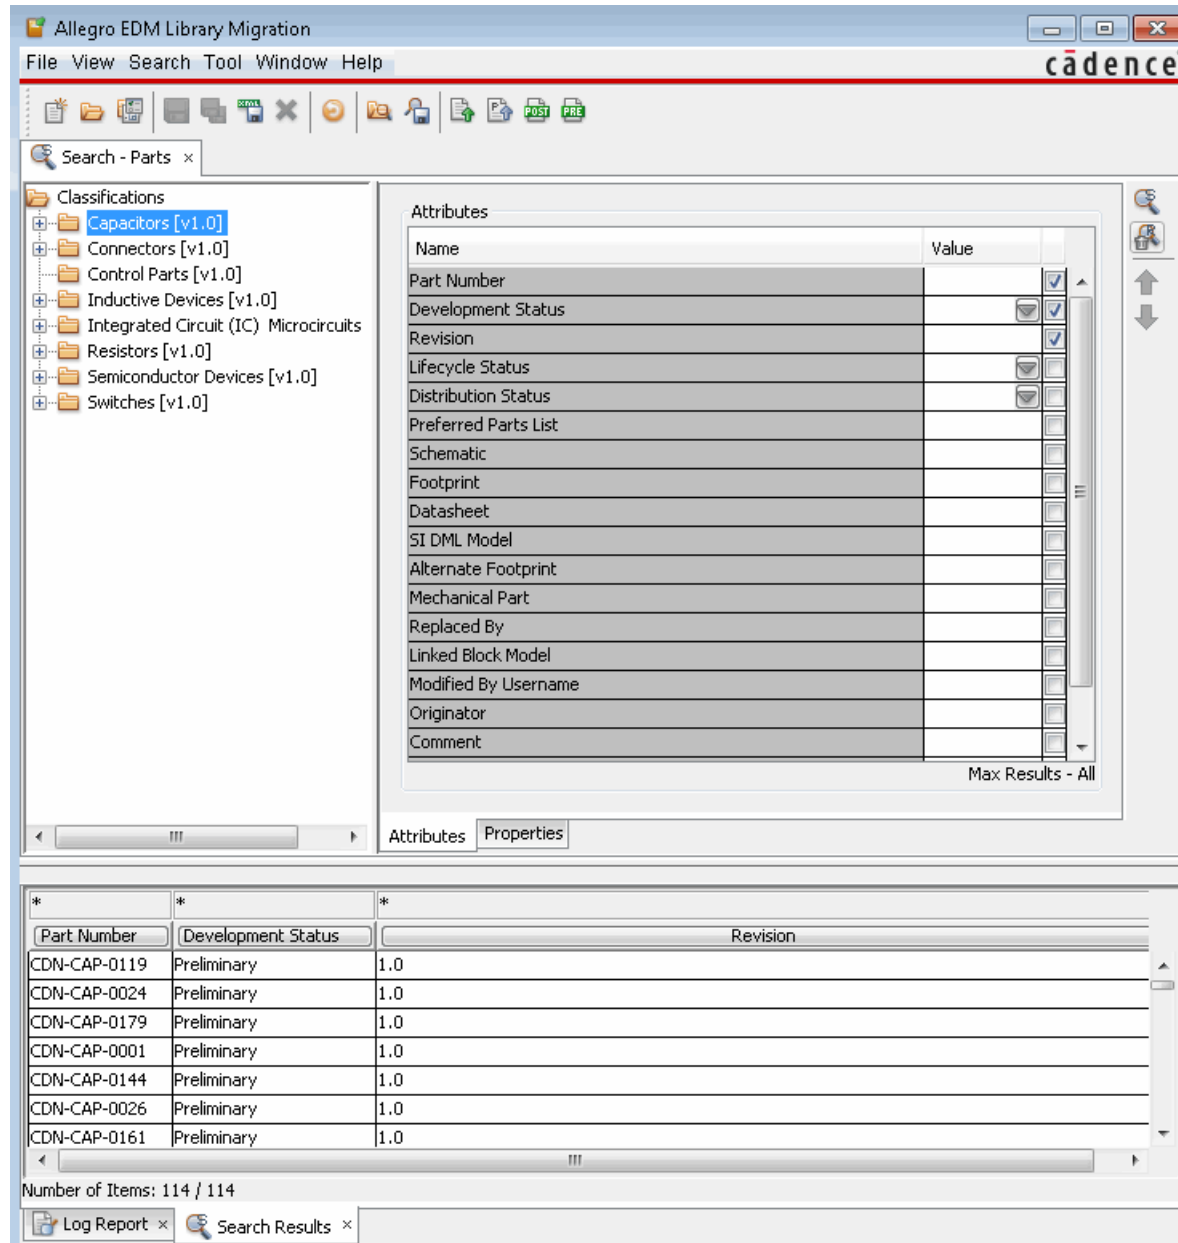 Allegro EDM Library Migration
File View Search Tool Window Help
cādence
XML POST PRE
Search - Parts ×
Classifications
Capacitors [v1.0]
Connectors [v1.0]
Control Parts [v1.0]
Inductive Devices [v1.0]
Integrated Circuit (IC) Microcircuits
Resistors [v1.0]
Semiconductor Devices [v1.0]
Switches [v1.0]
Attributes
Name Value
Part Number
Development Status
Revision
Lifecycle Status
Distribution Status
Preferred Parts List
Schematic
Footprint
Datasheet
SI DML Model
Alternate Footprint
Mechanical Part
Replaced By
Linked Block Model
Modified By Username
Originator
Comment
Max Results - All
Attributes Properties
* * *
Part Number Development Status Revision
CDN-CAP-0119 Preliminary 1.0
CDN-CAP-0024 Preliminary 1.0
CDN-CAP-0179 Preliminary 1.0
CDN-CAP-0001 Preliminary 1.0
CDN-CAP-0144 Preliminary 1.0
CDN-CAP-0026 Preliminary 1.0
CDN-CAP-0161 Preliminary 1.0
Number of Items: 114 / 114
Log Report × Search Results ×